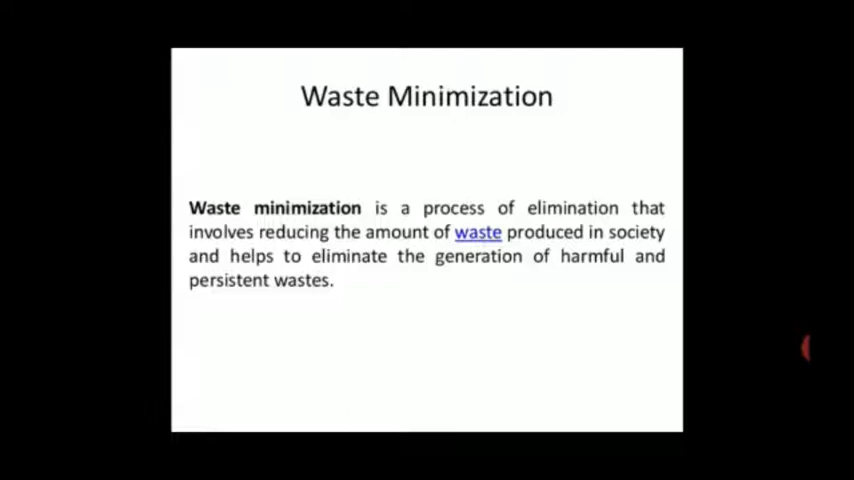 Waste Minimization
Waste minimization is a process of elimination that
involves reducing the amount of waste produced in society
and helps to eliminate the generation of harmful and
persistent wastes.